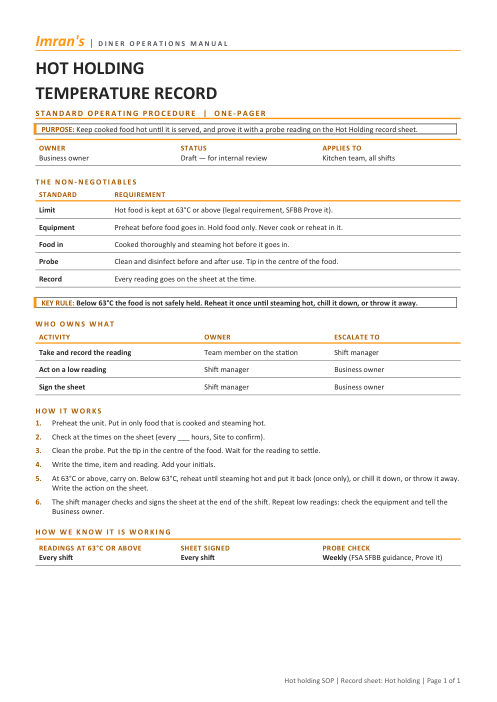 Imran's | DINER OPERATIONS MANUAL
HOT HOLDING
TEMPERATURE RECORD
STANDARD OPERATING PROCEDURE | ONE-PAGER
PURPOSE: Keep cooked food hot until it is served, and prove it with a probe reading on the Hot Holding record sheet.
OWNER STATUS APPLIES TO
Business owner Draft — for internal review Kitchen team, all shifts
THE NON-NEGOTIABLES
STANDARD REQUIREMENT
Limit Hot food is kept at 63°C or above (legal requirement, SFBB Prove it).
Equipment Preheat before food goes in. Hold food only. Never cook or reheat in it.
Food in Cooked thoroughly and steaming hot before it goes in.
Probe Clean and disinfect before and after use. Tip in the centre of the food.
Record Every reading goes on the sheet at the time.
KEY RULE: Below 63°C the food is not safely held. Reheat it once until steaming hot, chill it down, or throw it away.
WHO OWNS WHAT
ACTIVITY OWNER ESCALATE TO
Take and record the reading Team member on the station Shift manager
Act on a low reading Shift manager Business owner
Sign the sheet Shift manager Business owner
HOW IT WORKS
1. Preheat the unit. Put in only food that is cooked and steaming hot.
2. Check at the times on the sheet (every ___ hours, Site to confirm).
3. Clean the probe. Put the tip in the centre of the food. Wait for the reading to settle.
4. Write the time, item and reading. Add your initials.
5. At 63°C or above, carry on. Below 63°C, reheat until steaming hot and put it back (once only), or chill it down, or throw it away.
Write the action on the sheet.
6. The shift manager checks and signs the sheet at the end of the shift. Repeat low readings: check the equipment and tell the
Business owner.
HOW WE KNOW IT IS WORKING
READINGS AT 63°C OR ABOVE SHEET SIGNED PROBE CHECK
Every shift Every shift Weekly (FSA SFBB guidance, Prove it)
Hot holding SOP | Record sheet: Hot holding | Page 1 of 1